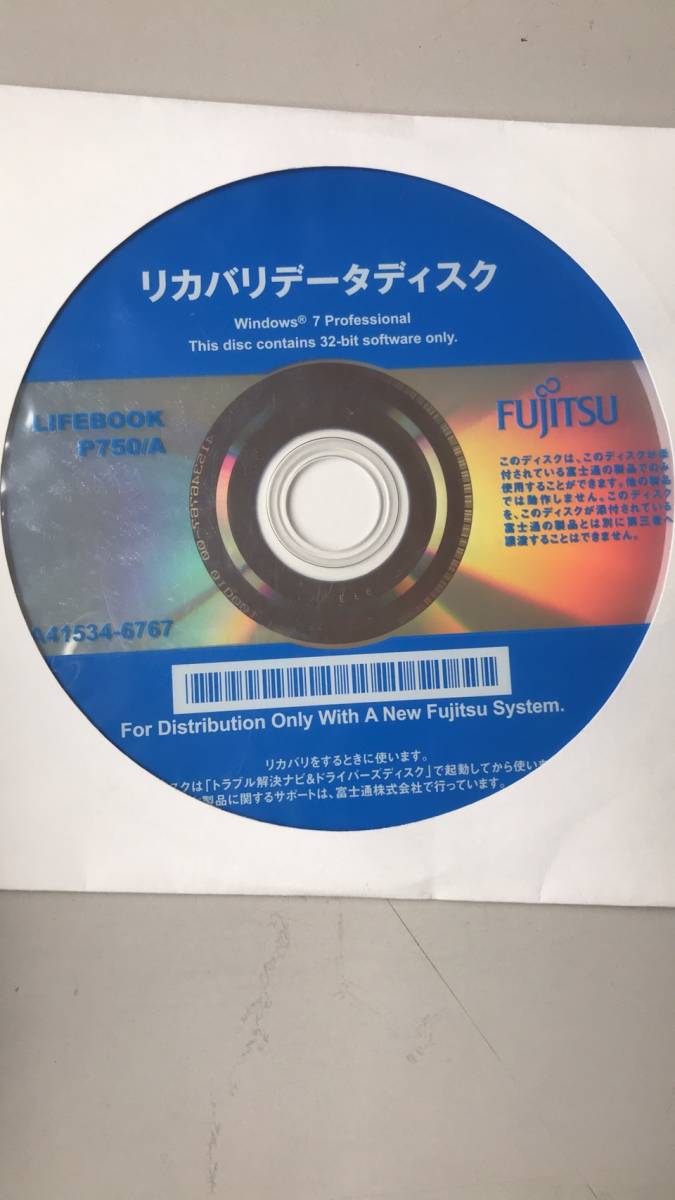 リカバリデータディスク
Windows® 7 Professional
This disc contains 32-bit software only.
LIFEBOOK
P750/A
FUJITSU
このディスクは、このディスクが添
付されている富士通の製品でのみ
使用することができます。他の製品
では動作しません。このディスク
を、このディスクが添付されている
富士通の製品とは別に第三者へ
譲渡することはできません。
A41534-6767
For Distribution Only With A New Fujitsu System.
リカバリをするときに使います。
スクは「トラブル解決ナビ&ドライバーズディスク」で起動してから使い
製品に関するサポートは、富士通株式会社で行っています。